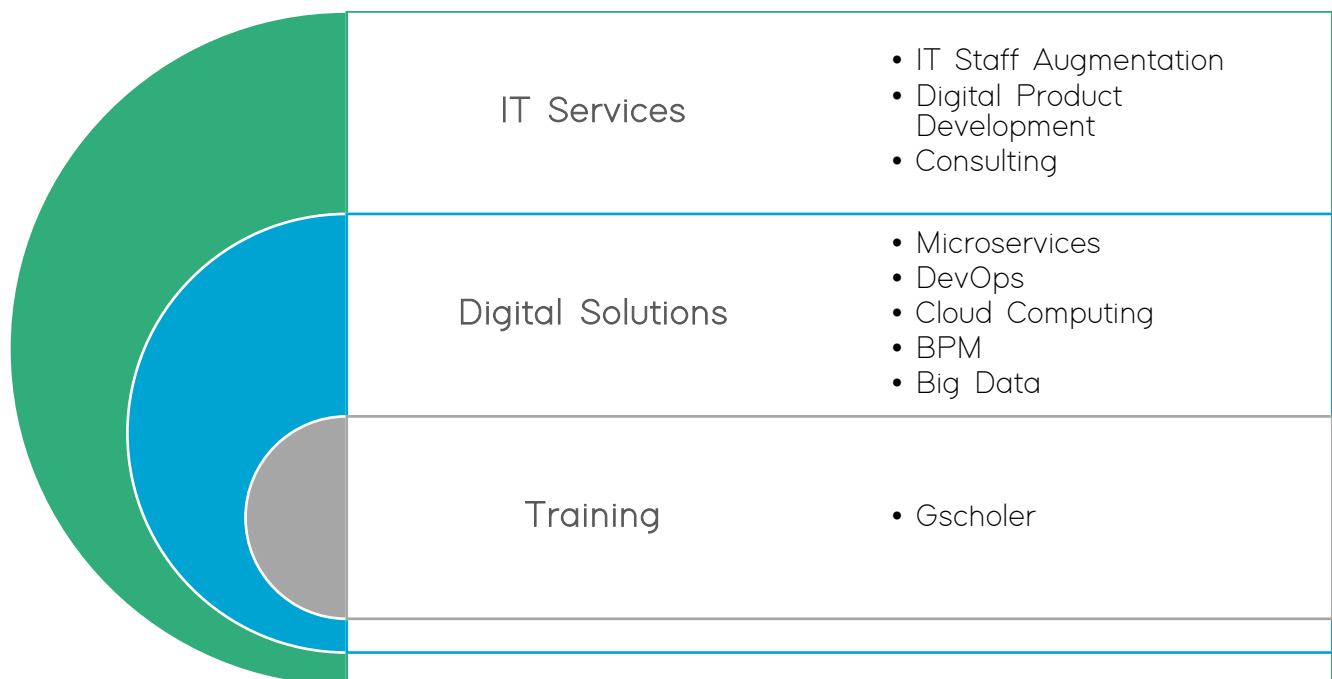 IT Services
• IT Staff Augmentation
• Digital Product
Development
• Consulting
Digital Solutions
• Microservices
• DevOps
• Cloud Computing
• BPM
• Big Data
Training
• Gscholer